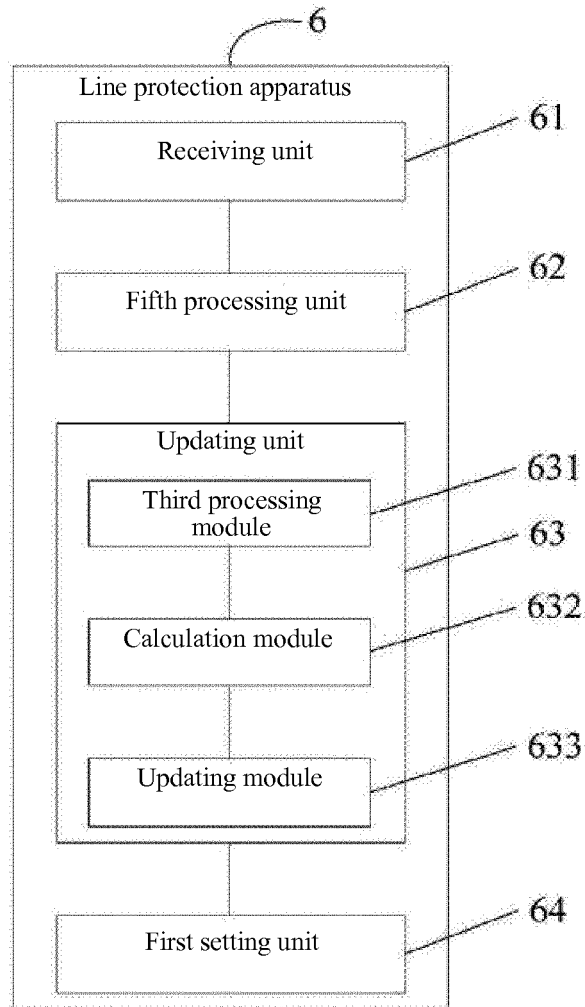 6
Line protection apparatus
Receiving unit
61
Fifth processing unit
62
Updating unit
Third processing
module
631
63
Calculation module
632
Updating module
633
First setting unit
64